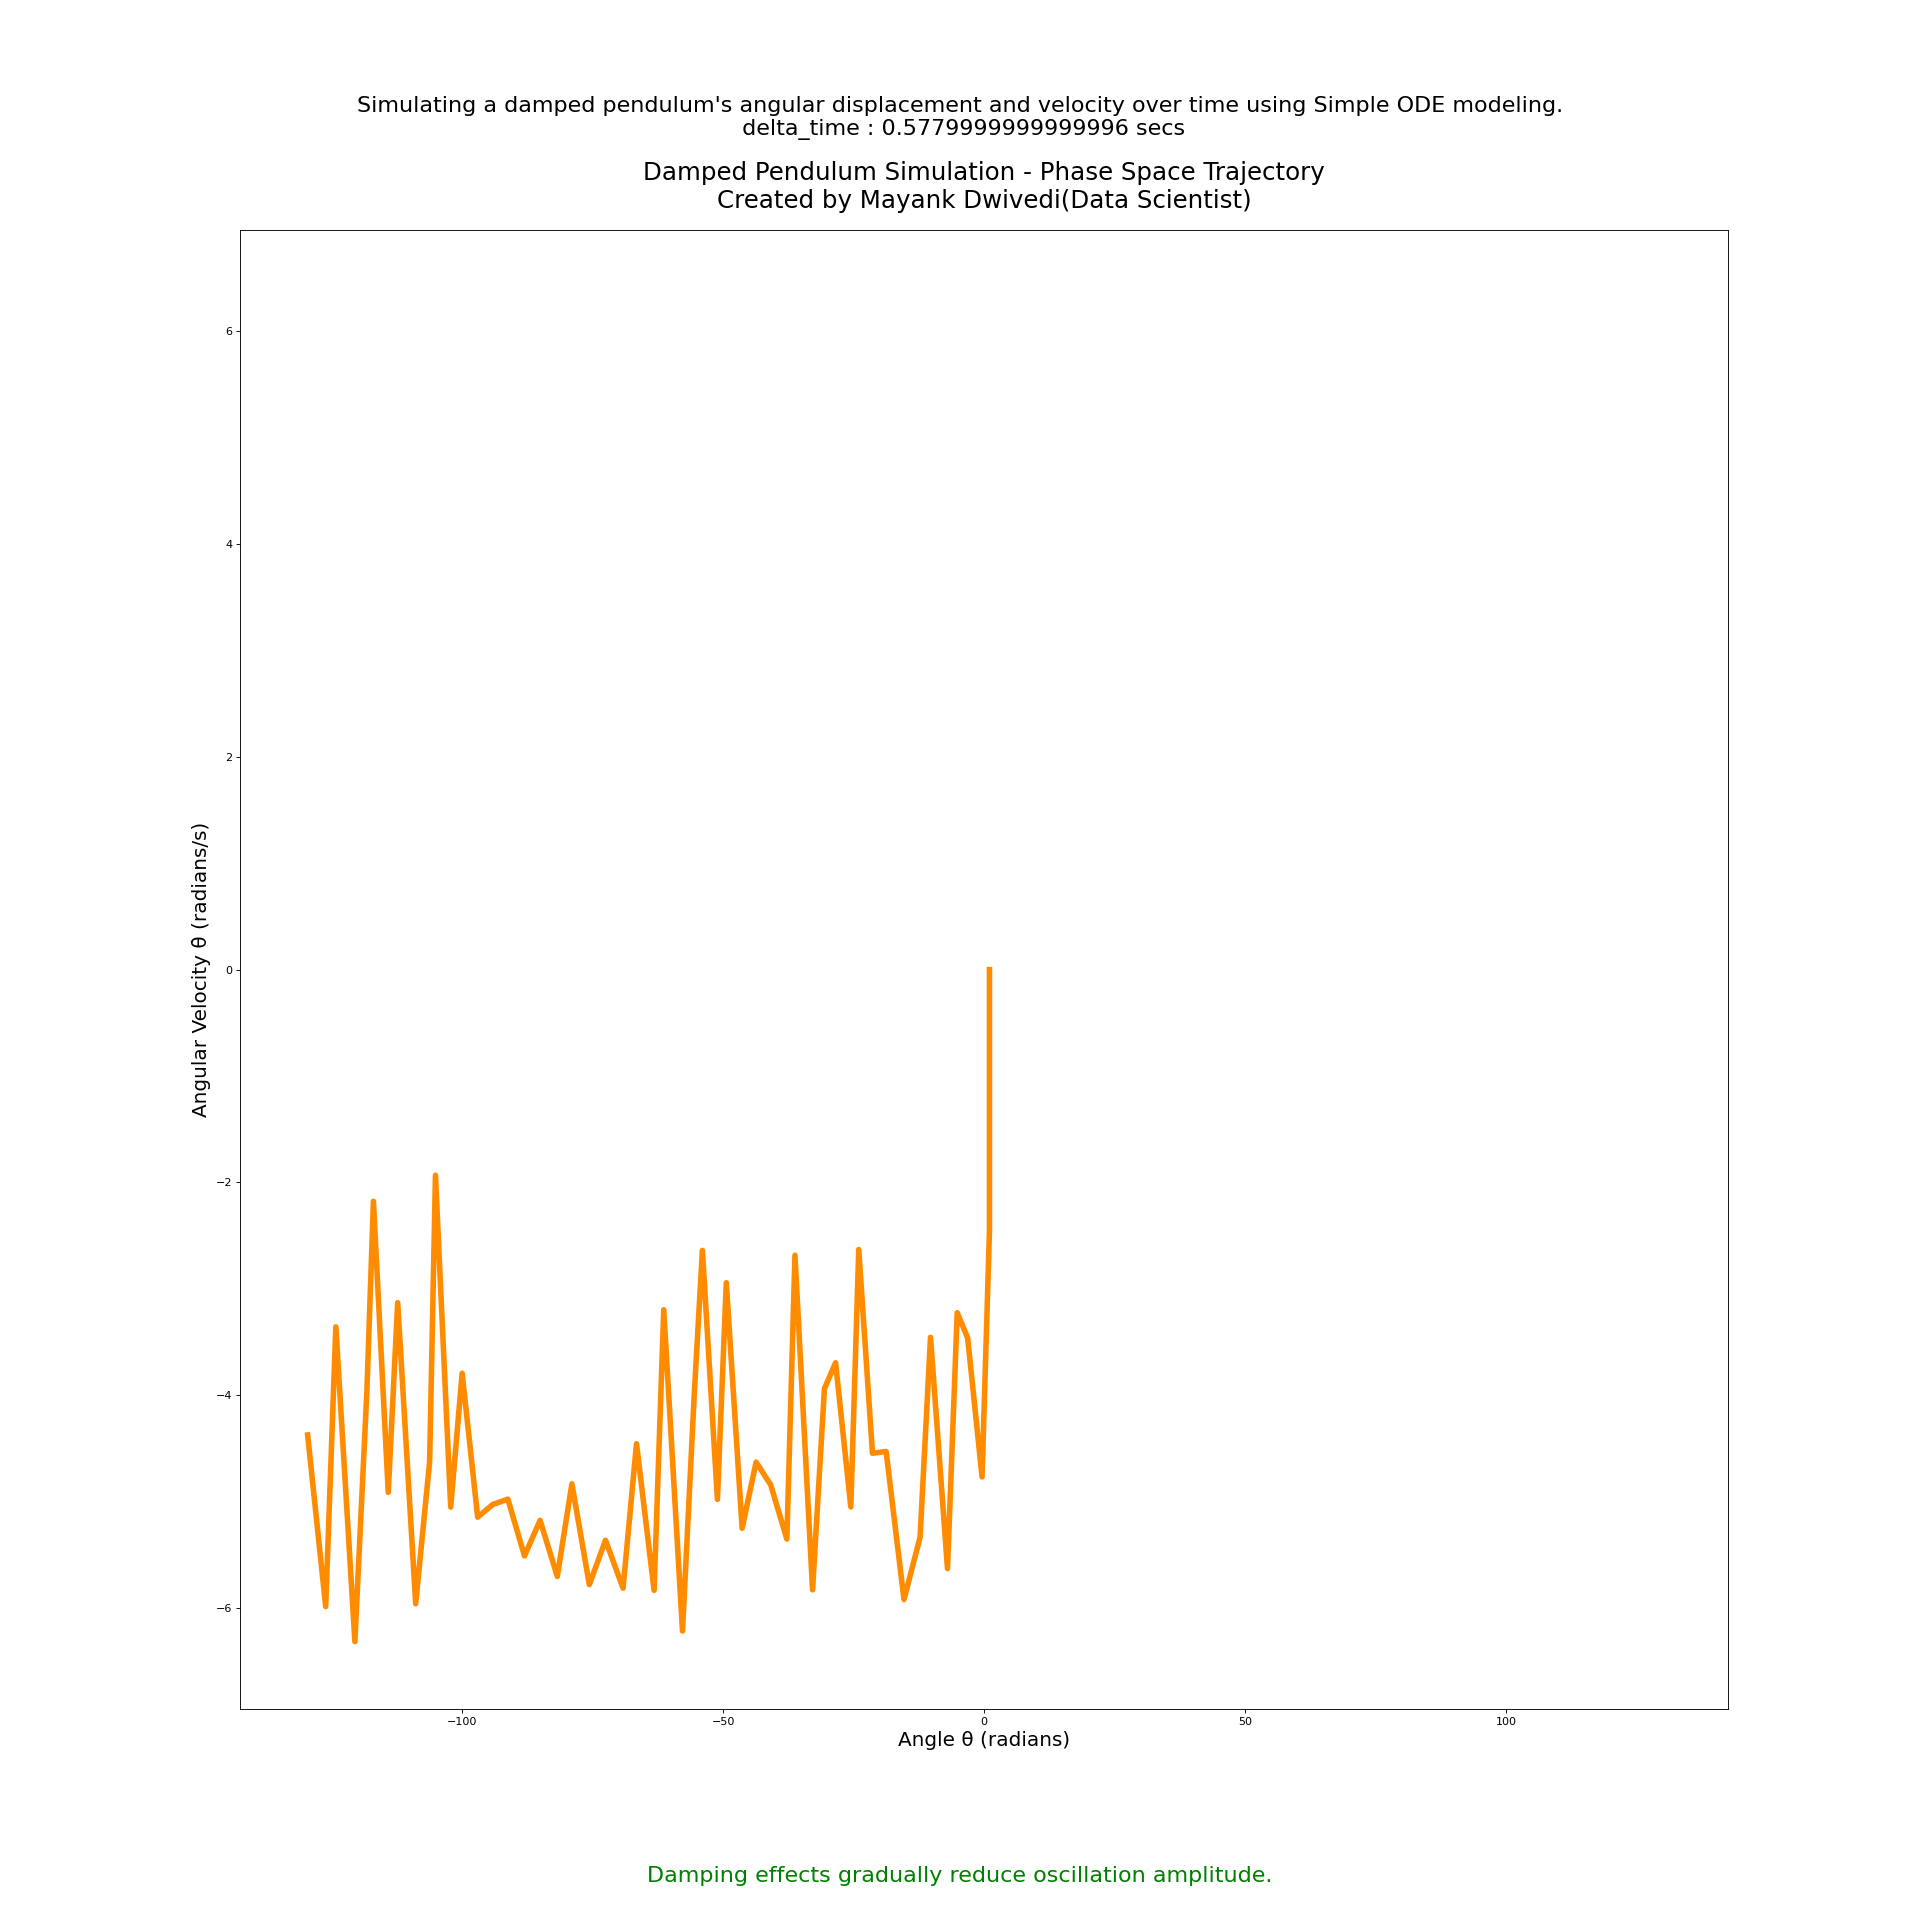 Simulating a damped pendulum's angular displacement and velocity over time using Simple ODE modeling.
delta_time : 0.5779999999999996 secs
Damped Pendulum Simulation - Phase Space Trajectory
Created by Mayank Dwivedi(Data Scientist)
6
4
2
0
−2
−4
−6
Angular Velocity θ̇ (radians/s)
−100
−50
0
50
100
Angle θ (radians)
Damping effects gradually reduce oscillation amplitude.